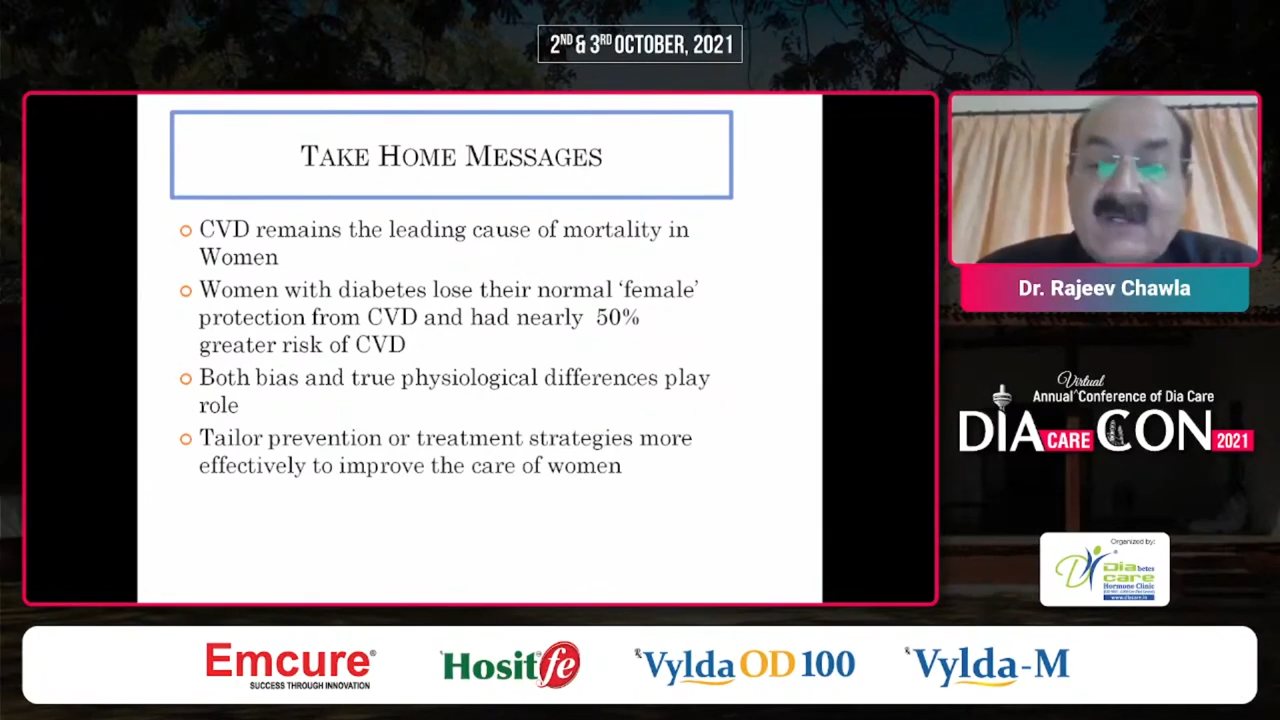 2ND & 3RD OCTOBER, 2021
TAKE HOME MESSAGES
CVD remains the leading cause of mortality in
Women
Women with diabetes lose their normal ‘female’
protection from CVD and had nearly 50%
greater risk of CVD
Both bias and true physiological differences play
role
Tailor prevention or treatment strategies more
effectively to improve the care of women
Dr. Rajeev Chawla
Virtual
Annual ^ Conference of Dia Care
DIA CARE CON 2021
Organized by:
Diabetes
care
Hormone Clinic
Emcure®
SUCCESS THROUGH INNOVATION
Hositfe
Vylda OD 100
Vylda-M